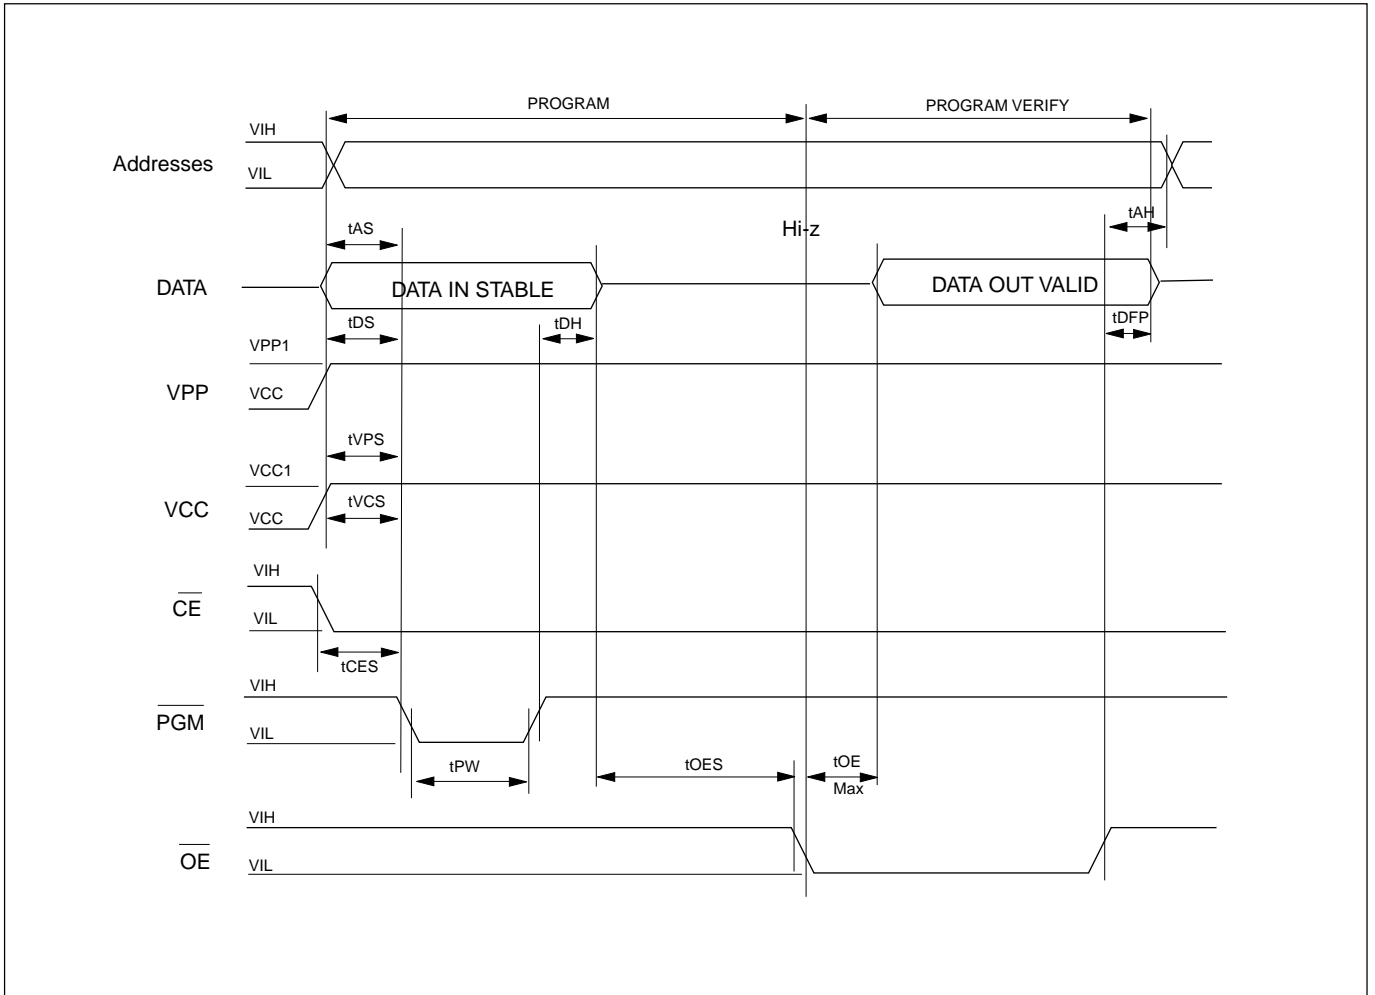 PROGRAM
PROGRAM VERIFY
VIH
Addresses
VIL
tAS
Hi-z
tAH
DATA
DATA IN STABLE
DATA OUT VALID
tDS
tDH
tDFP
VPP1
VPP
VCC
tVPS
VCC1
VCC
VCC
tVCS
VIH
CE
VIL
tCES
VIH
PGM
VIL
tPW
tOES
tOE
Max
VIH
OE
VIL